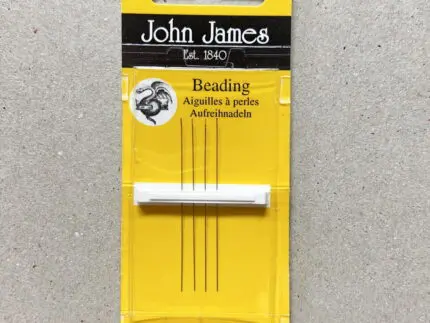 John James
Est. 1840
Beading
Aiguilles à perles
Aufreihnadeln